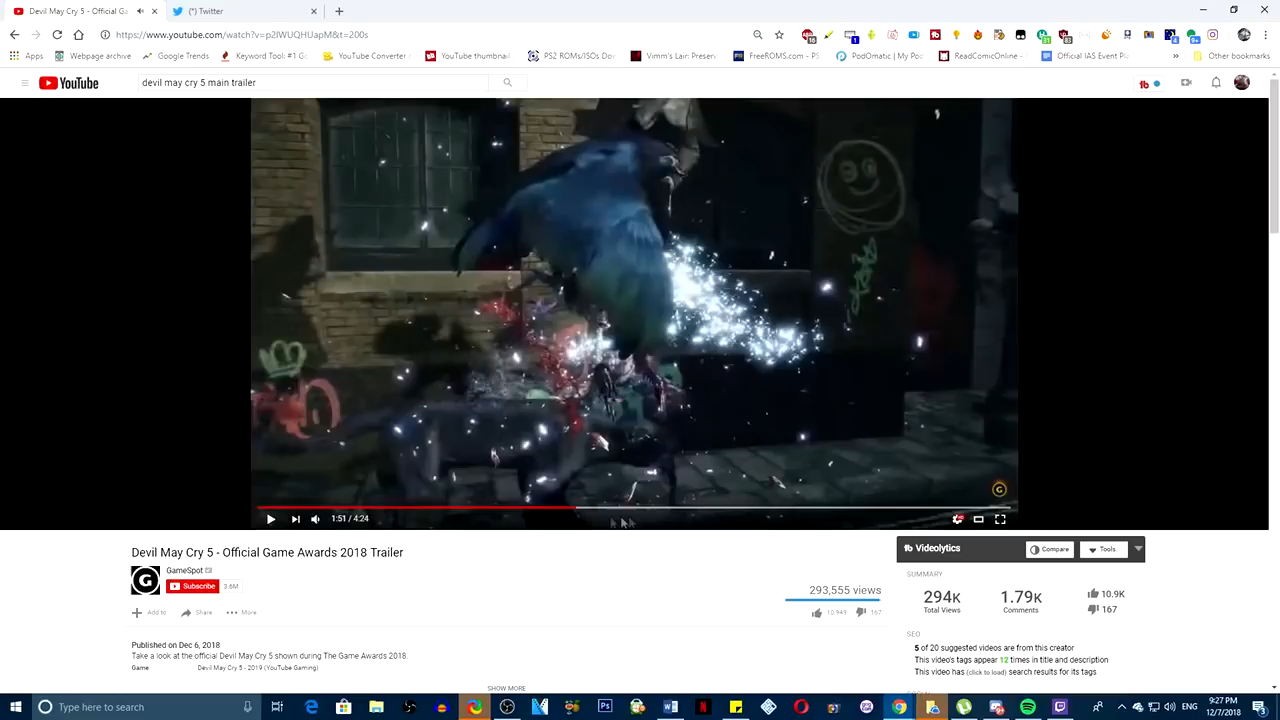 Devil May Cry 5 - Official Ga
(*) Twitter
https://www.youtube.com/watch?v=p2IWUQHUapM&t=200s
Apps
Webpage archive
Google Trends
Keyword Tool: #1 Go
YouTube Converter
YouTube thumbnail
PS2 ROMs/ISOs Dow
Vimm's Lair: Preserv
FreeROMS.com - PS
PodOmatic | My Pod
ReadComicOnline -
Official IAS Event Pla
»
Other bookmarks
YouTube
devil may cry 5 main trailer
1:51 / 4:24
Devil May Cry 5 - Official Game Awards 2018 Trailer
GameSpot
Subscribe 3.6M
293,555 views
Add to
Share
More
10,949
167
Published on Dec 6, 2018
Take a look at the official Devil May Cry 5 shown during The Game Awards 2018.
Game Devil May Cry 5 - 2019 (YouTube Gaming)
SHOW MORE
Videolytics
Compare
Tools
SUMMARY
294K
Total Views
1.79K
Comments
10.9K
167
SEO
5 of 20 suggested videos are from this creator
This video's tags appear 12 times in title and description
This video has (click to load) search results for its tags
Type here to search
ENG
9:27 PM
12/7/2018